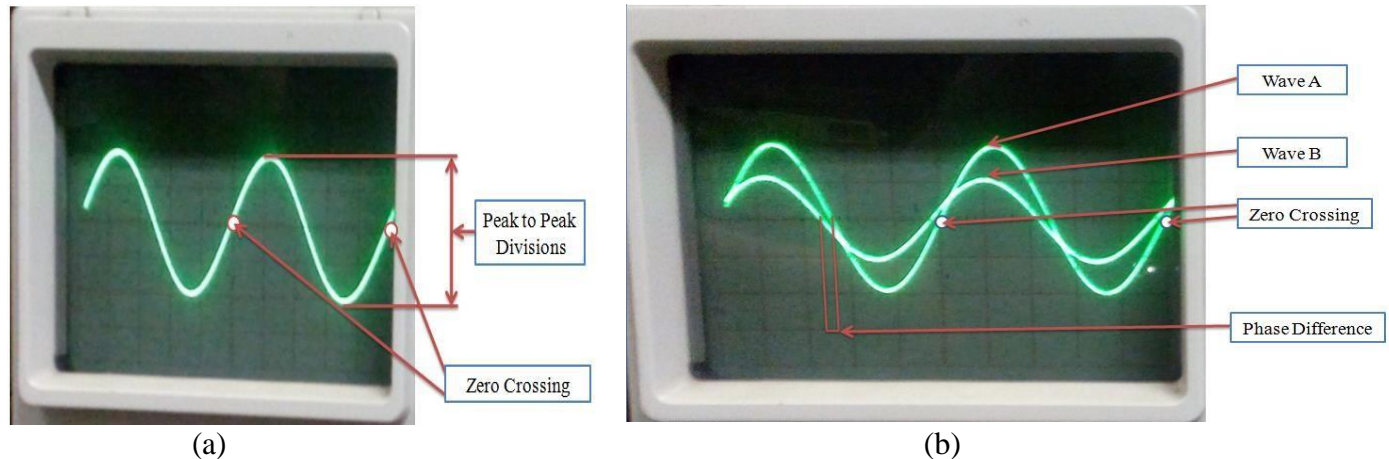 Peak to Peak
Divisions
Zero Crossing
(a)
Wave A
Wave B
Zero Crossing
Phase Difference
(b)